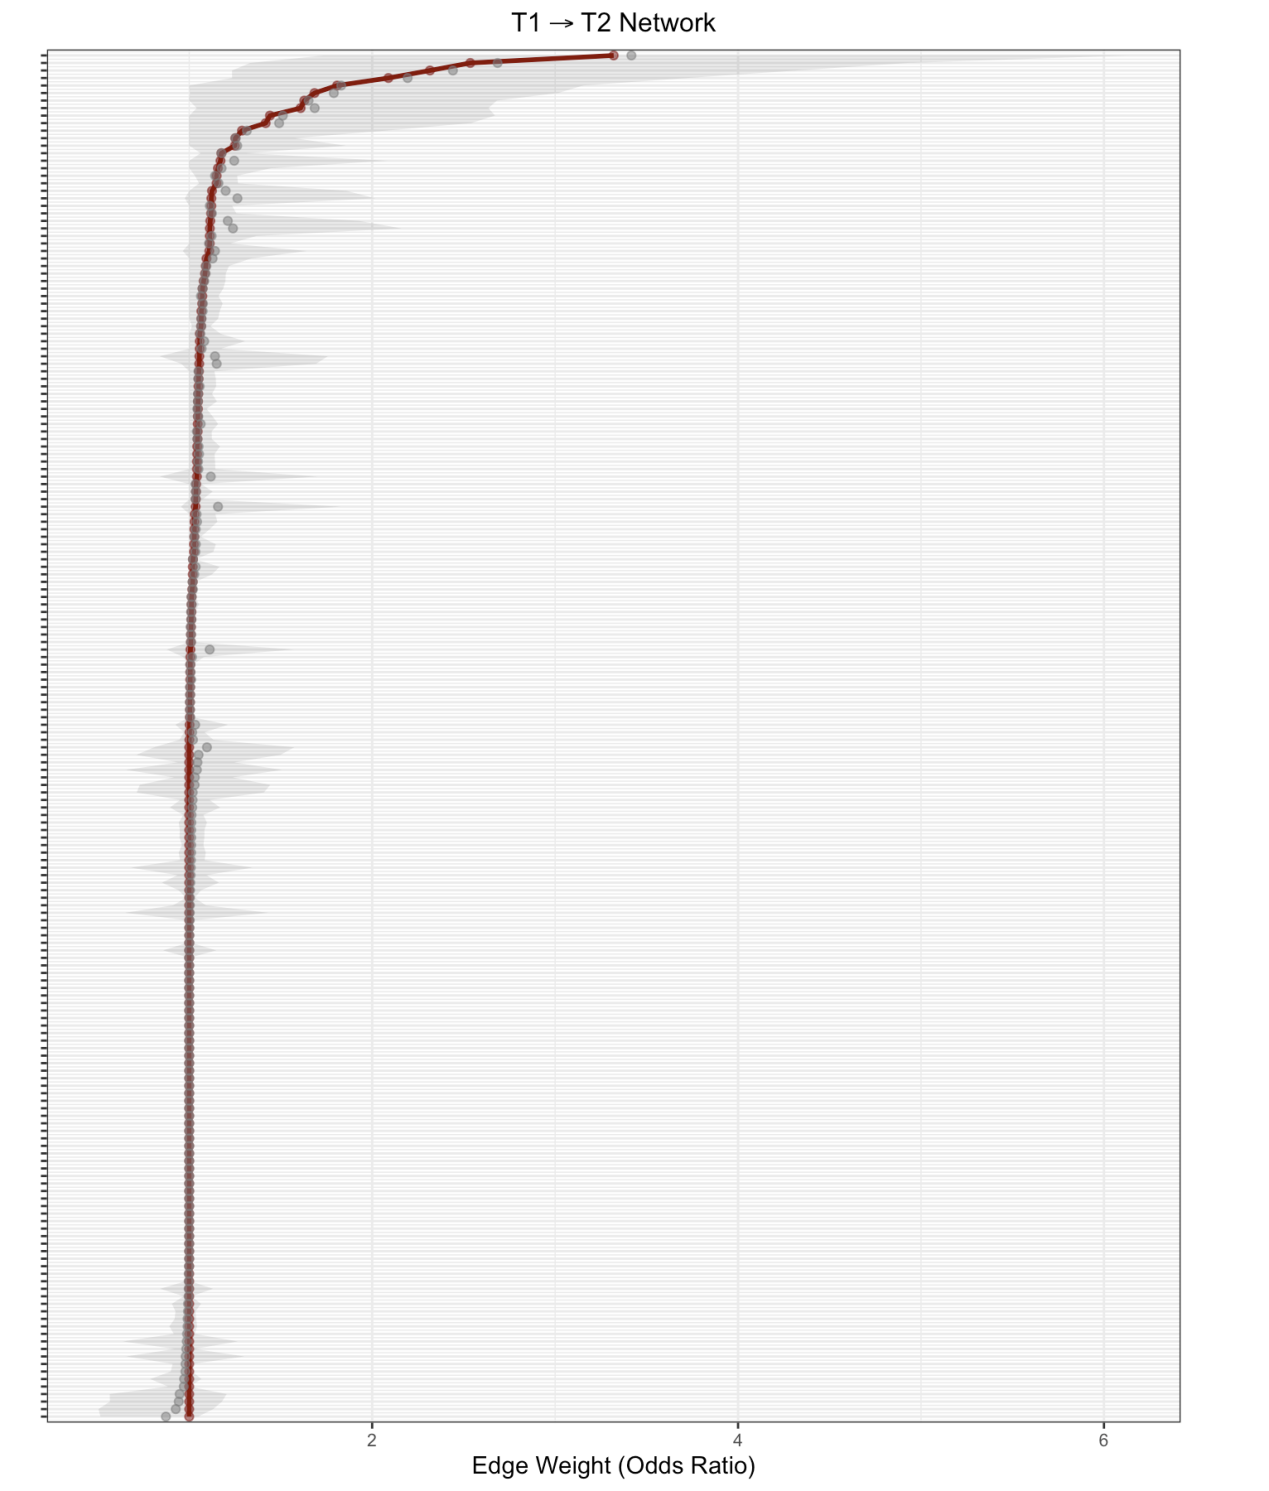 T1 → T2 Network
2 4 6
Edge Weight (Odds Ratio)